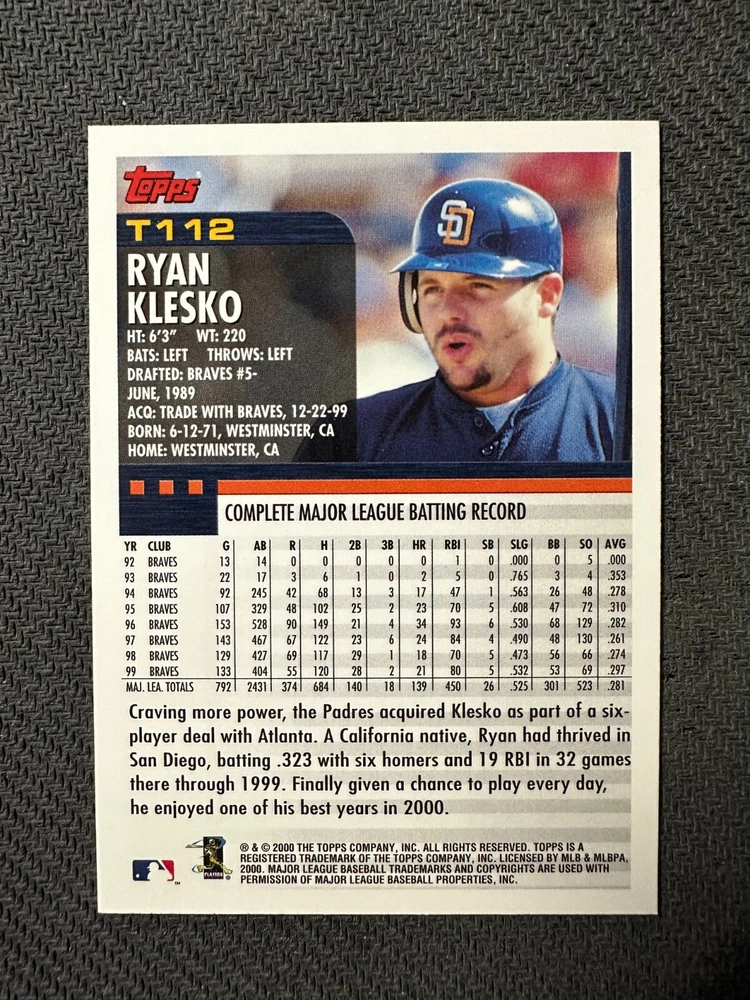 Topps
T112
RYAN
KLESKO
HT: 6'3" WT: 220
BATS: LEFT THROWS: LEFT
DRAFTED: BRAVES #5-
JUNE, 1989
ACQ: TRADE WITH BRAVES, 12-22-99
BORN: 6-12-71, WESTMINSTER, CA
HOME: WESTMINSTER, CA
SD
COMPLETE MAJOR LEAGUE BATTING RECORD
YR CLUB G AB R H 2B 3B HR RBI SB SLG BB SO AVG
92 BRAVES 13 14 0 0 0 0 0 1 0 .000 0 5 .000
93 BRAVES 22 17 3 6 1 0 2 5 0 .765 3 4 .353
94 BRAVES 92 245 42 68 13 3 17 47 1 .563 26 48 .278
95 BRAVES 107 329 48 102 25 2 23 70 5 .608 47 72 .310
96 BRAVES 153 528 90 149 21 4 34 93 6 .530 68 129 .282
97 BRAVES 143 467 67 122 23 6 24 84 4 .490 48 130 .261
98 BRAVES 129 427 69 117 29 1 18 70 5 .473 56 66 .274
99 BRAVES 133 404 55 120 28 2 21 80 5 .532 53 69 .297
MAJ. LEA. TOTALS 792 2431 374 684 140 18 139 450 26 .525 301 523 .281
Craving more power, the Padres acquired Klesko as part of a six-
player deal with Atlanta. A California native, Ryan had thrived in
San Diego, batting .323 with six homers and 19 RBI in 32 games
there through 1999. Finally given a chance to play every day,
he enjoyed one of his best years in 2000.
® & © 2000 THE TOPPS COMPANY, INC. ALL RIGHTS RESERVED. TOPPS IS A
REGISTERED TRADEMARK OF THE TOPPS COMPANY, INC. LICENSED BY MLB & MLBPA,
2000. MAJOR LEAGUE BASEBALL TRADEMARKS AND COPYRIGHTS ARE USED WITH
PERMISSION OF MAJOR LEAGUE BASEBALL PROPERTIES, INC.
PLAYERS
TM